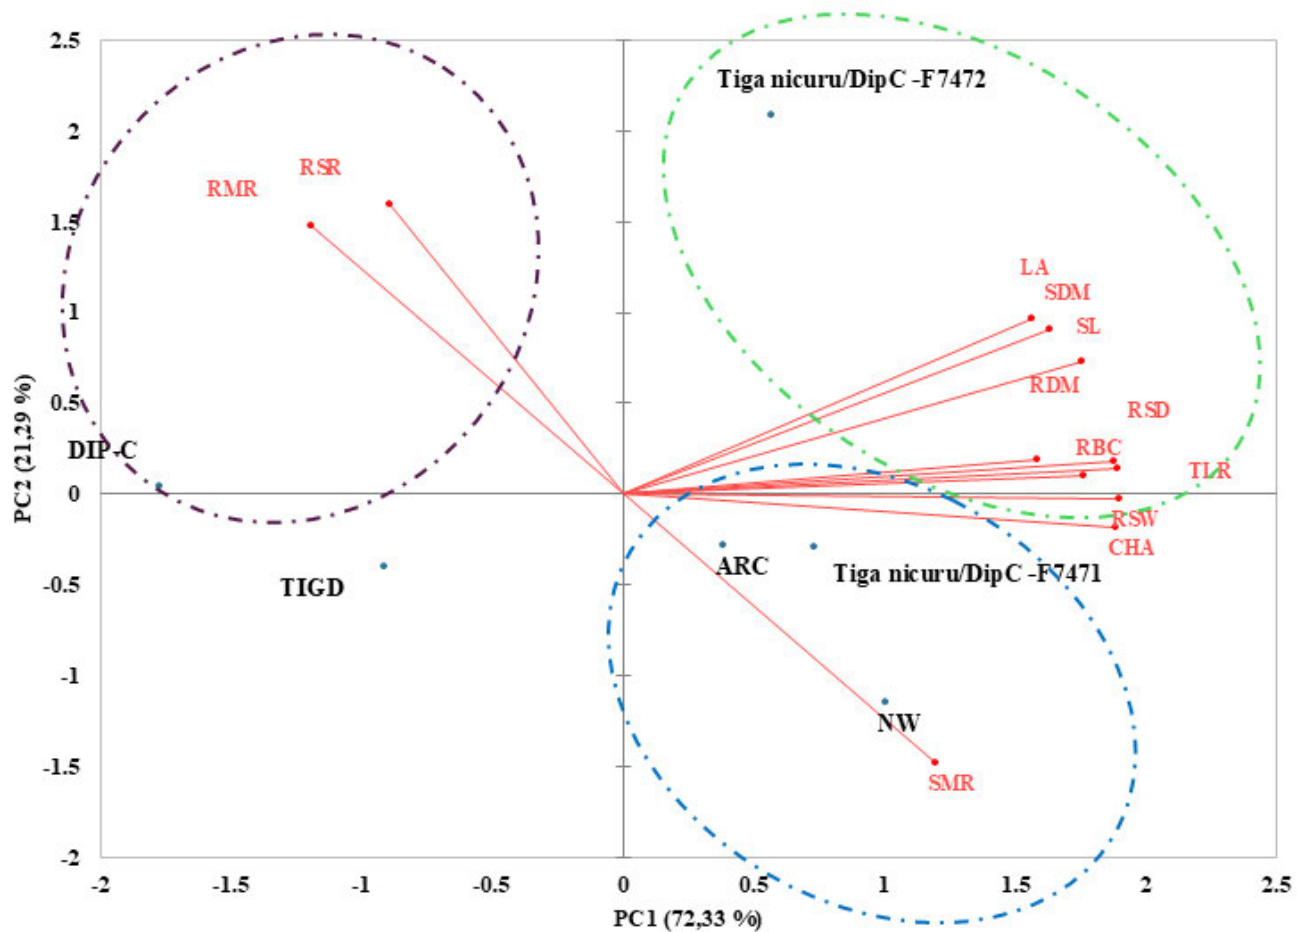 2.5
Tiga nicuru/DipC -F7472
2
RSR
RMR
1.5
LA
1
SDM
SL
RDM
0.5
RSD
DIP-C
RBC
TLR
0
RSW
CHA
ARC
Tiga nicuru/DipC -F7471
-0.5
TIGD
-1
NW
-1.5
SMR
-2
-2 -1.5 -1 -0.5 0 0.5 1 1.5 2 2.5
PC1 (72,33 %)
PC2 (21,29 %)